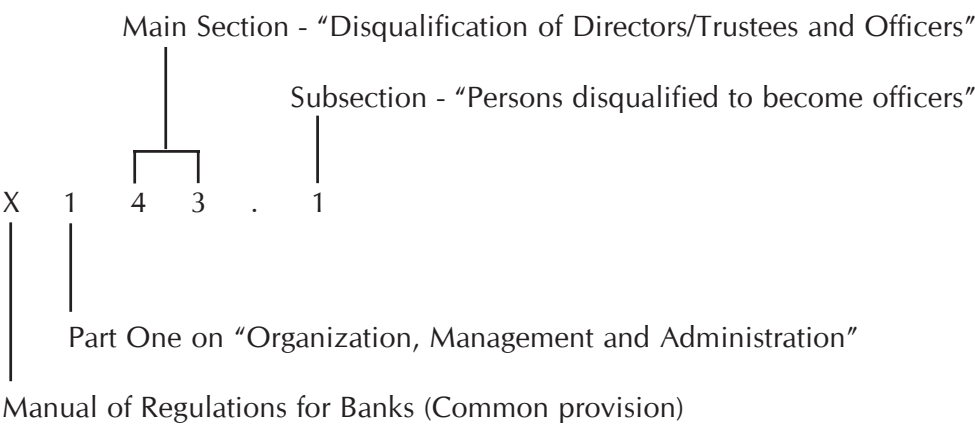 Main Section - “Disqualification of Directors/Trustees and Officers”
Subsection - “Persons disqualified to become officers”
X 1 4 3 . 1
Part One on “Organization, Management and Administration”
Manual of Regulations for Banks (Common provision)